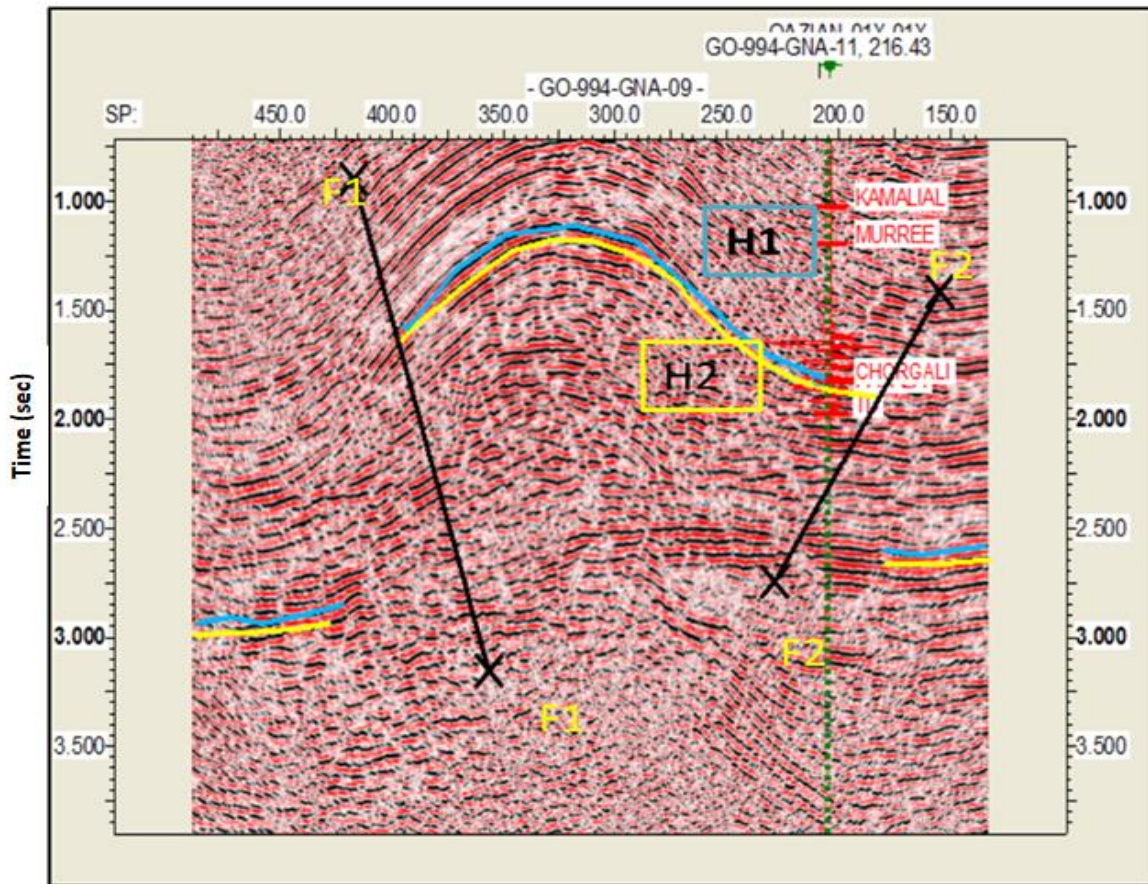 GO-994-GNA-11, 216.43
- GO-994-GNA-09 -
SP: 450.0 400.0 350.0 300.0 250.0 200.0 150.0
F1
1.000 KAMALIAL 1.000
H1 MURREE
F2
1.500 1.500
H2 CHORGALI
2.000 2.000
Time (sec)
2.500 2.500
3.000 3.000
F2
F1
3.500 3.500